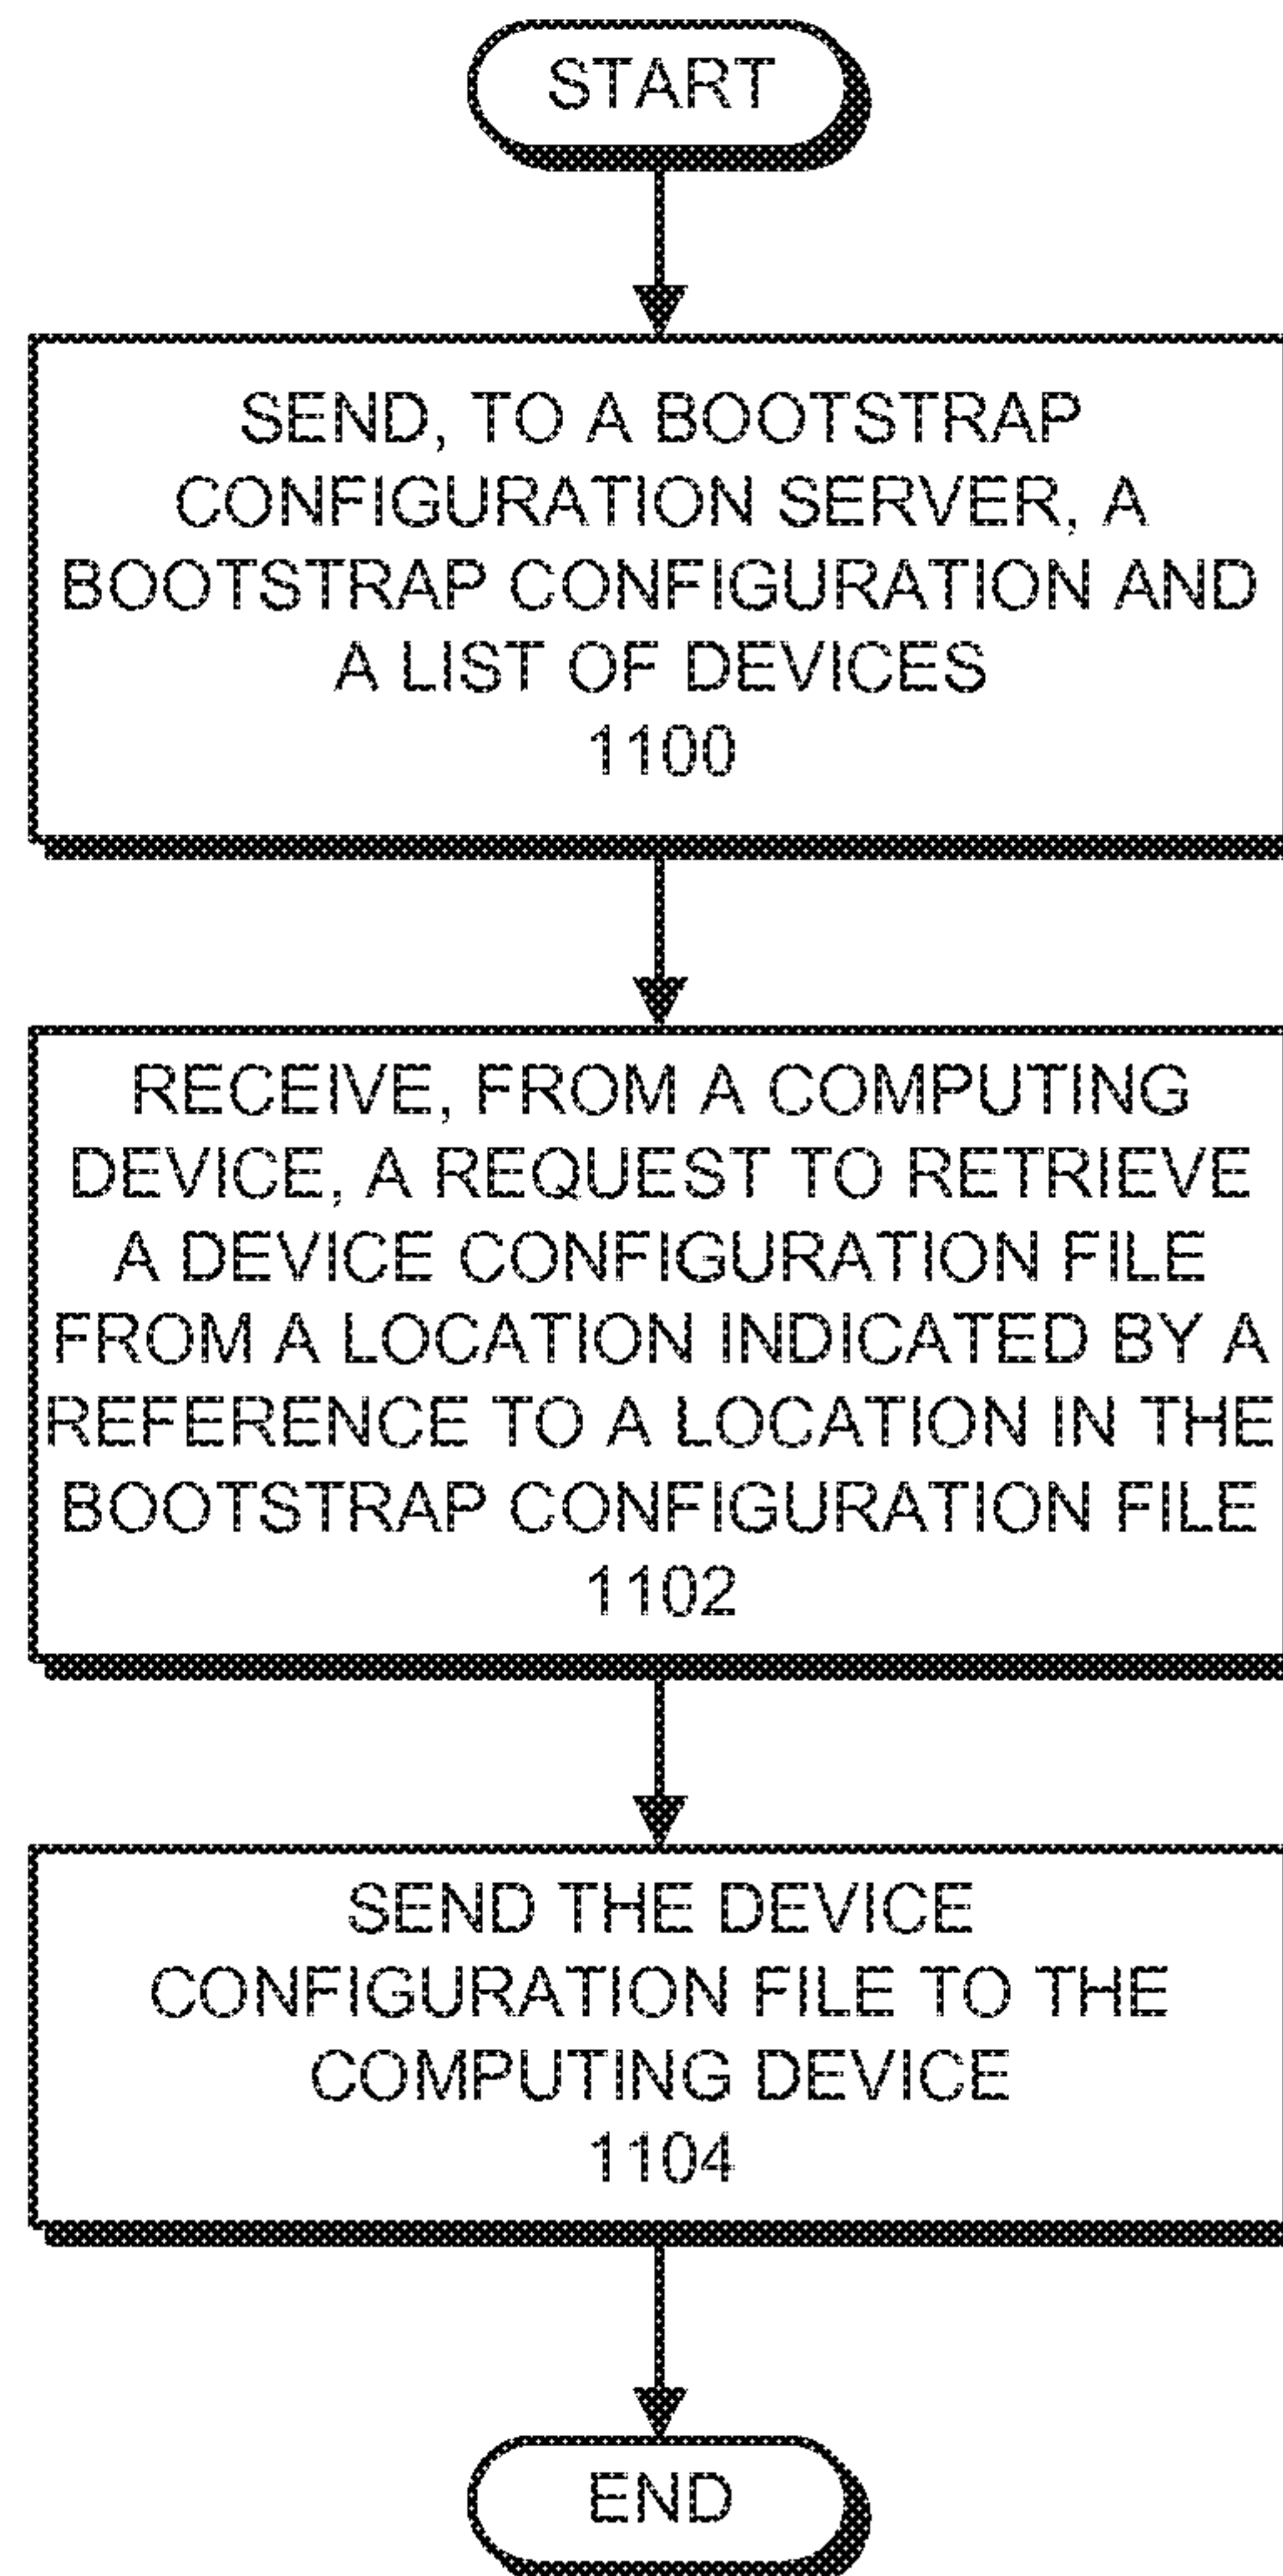 START
SEND, TO A BOOTSTRAP
CONFIGURATION SERVER, A
BOOTSTRAP CONFIGURATION AND
A LIST OF DEVICES
1100
RECEIVE, FROM A COMPUTING
DEVICE, A REQUEST TO RETRIEVE
A DEVICE CONFIGURATION FILE
FROM A LOCATION INDICATED BY A
REFERENCE TO A LOCATION IN THE
BOOTSTRAP CONFIGURATION FILE
1102
SEND THE DEVICE
CONFIGURATION FILE TO THE
COMPUTING DEVICE
1104
END